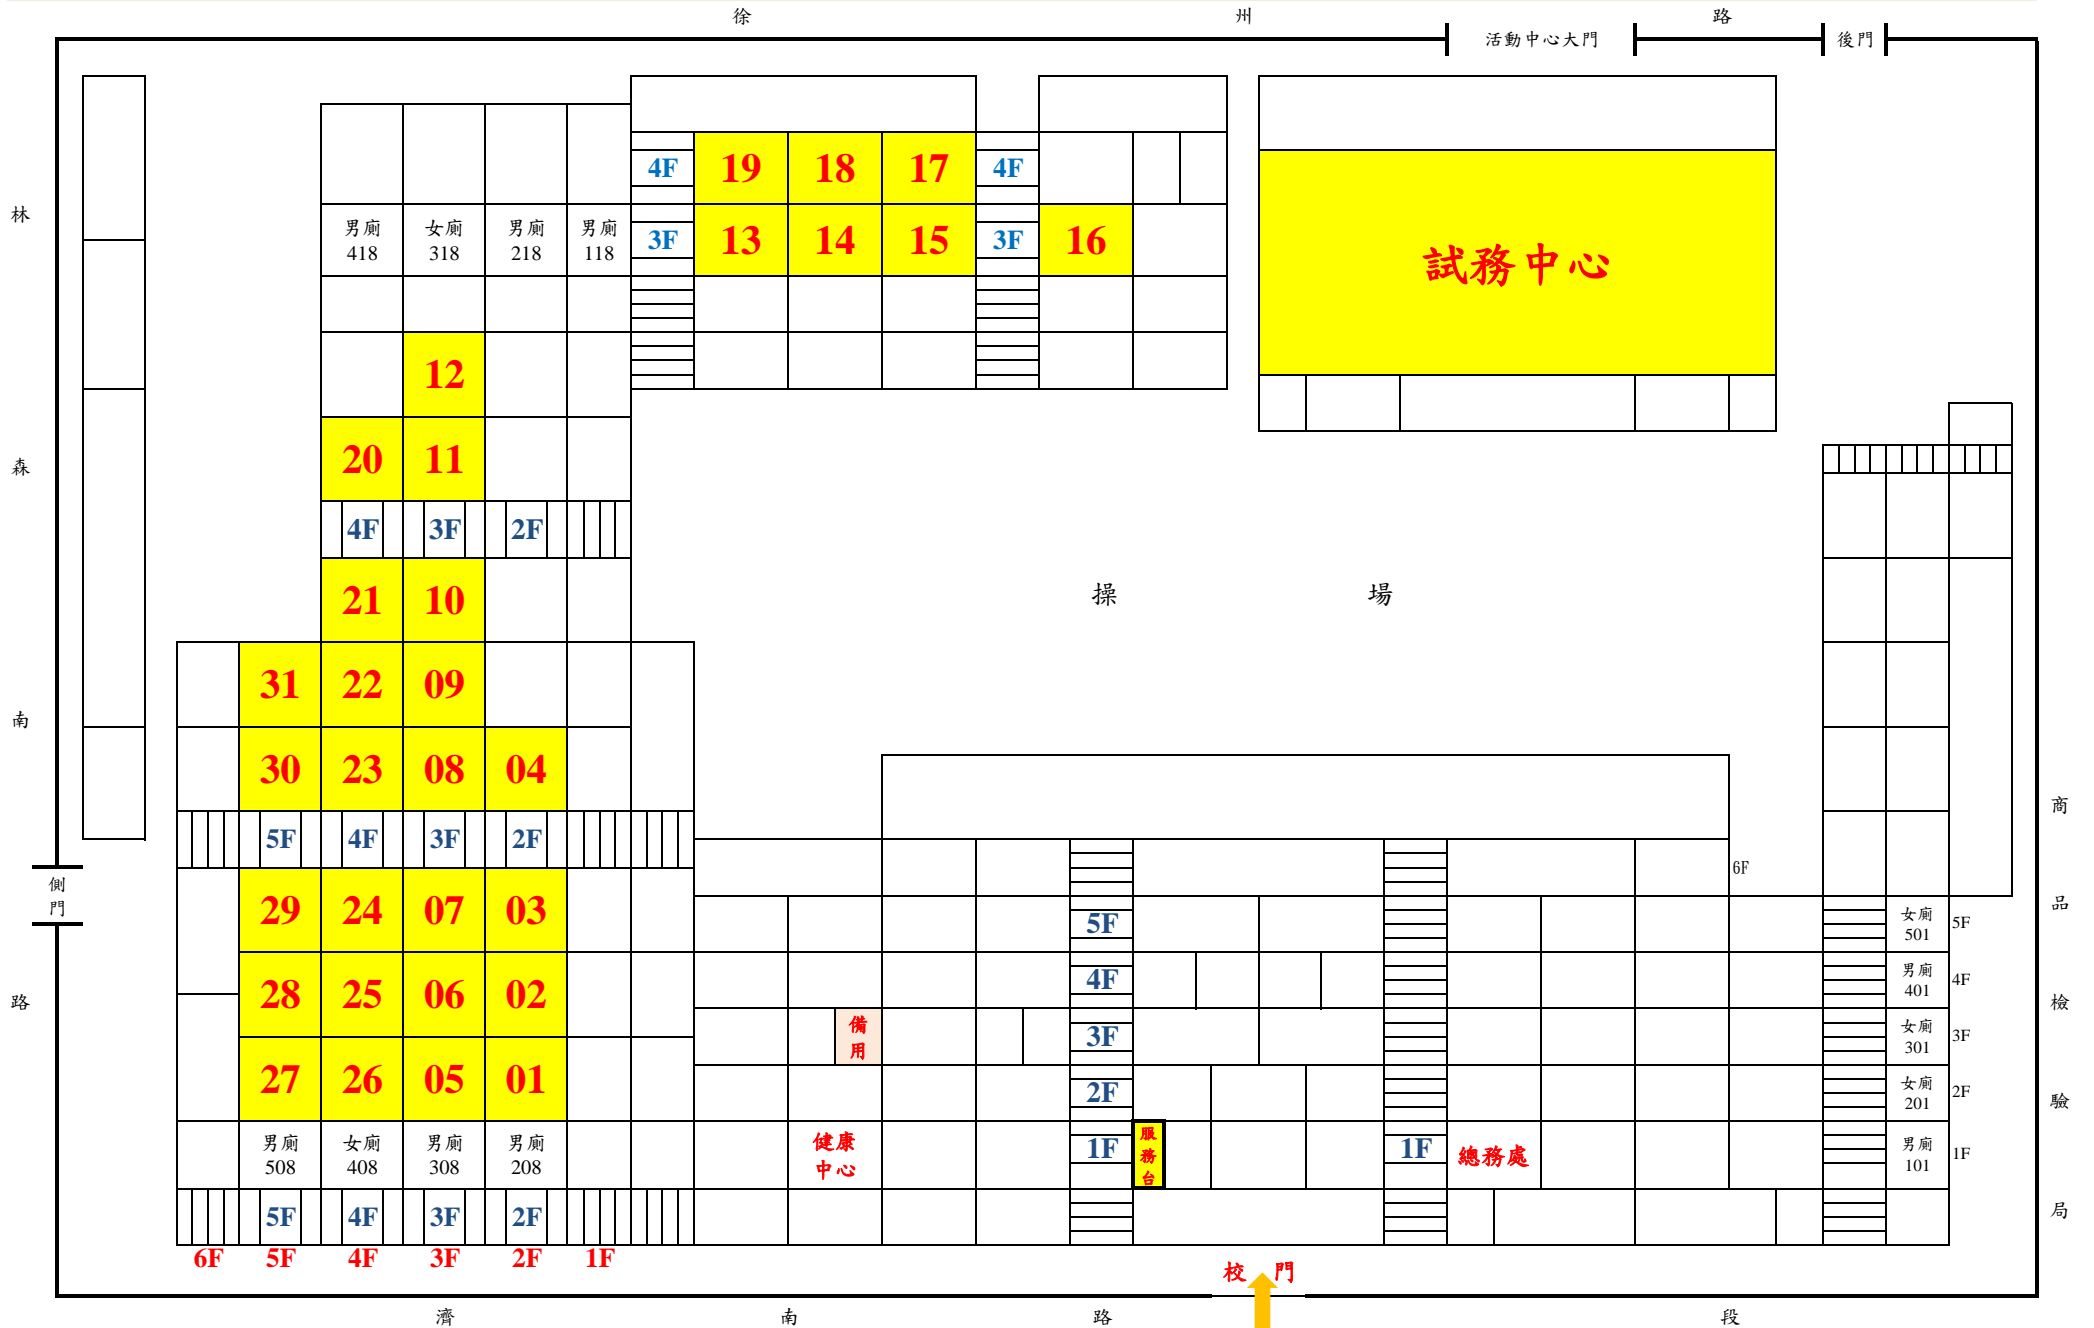 徐 州 路
活動中心大門 後門
4F 19 18 17 4F
林
男廁 女廁 男廁 男廁
418 318 218 118
3F 13 14 15 3F 16
試務中心
12
20 11
森
4F 3F 2F
21 10
操 場
31 22 09
南
30 23 08 04
商
5F 4F 3F 2F
6F
側
門
29 24 07 03
5F
女廁
501
5F
品
28 25 06 02
4F
男廁
401
4F
路
檢
備
用
3F
女廁
301
3F
27 26 05 01
2F
女廁
201
2F
驗
男廁 女廁 男廁 男廁
508 408 308 208
健康
中心
1F
服
務
台
1F
總務處
男廁
101
1F
5F 4F 3F 2F
局
6F 5F 4F 3F 2F 1F
校 門
濟 南 路 段